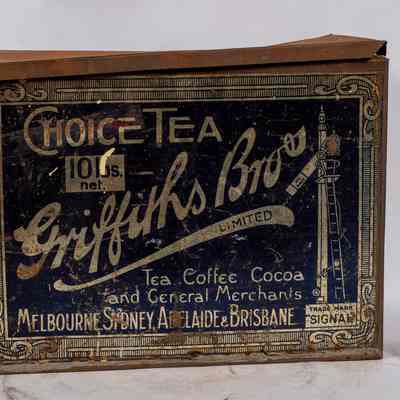 CHOICE TEA
10 lbs.
net.
Griffiths Bros
LIMITED
Tea Coffee Cocoa
and General Merchants
MELBOURNE, SYDNEY, ADELAIDE & BRISBANE
TRADE MARK
"SIGNAL"